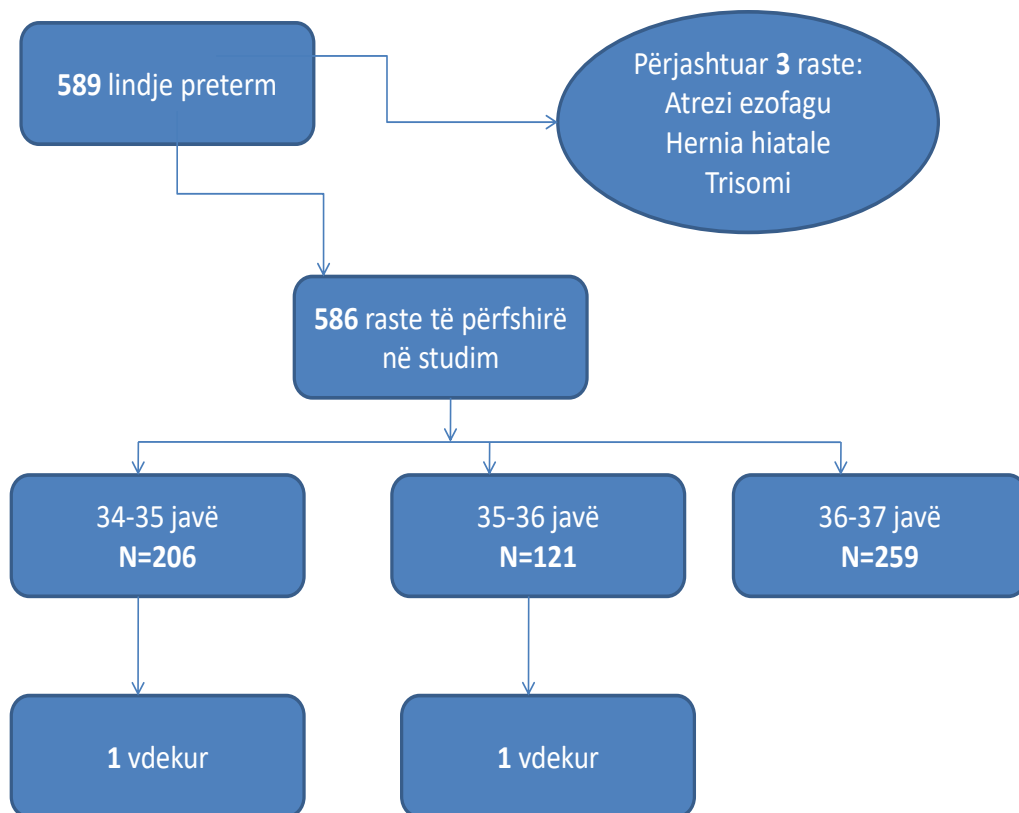 589 lindje preterm
Përjashtuar 3 raste:
Atrezi ezofagu
Hernia hiatale
Trisomi
586 raste të përfshirë
në studim
34-35 javë
N=206
35-36 javë
N=121
36-37 javë
N=259
1 vdekur
1 vdekur